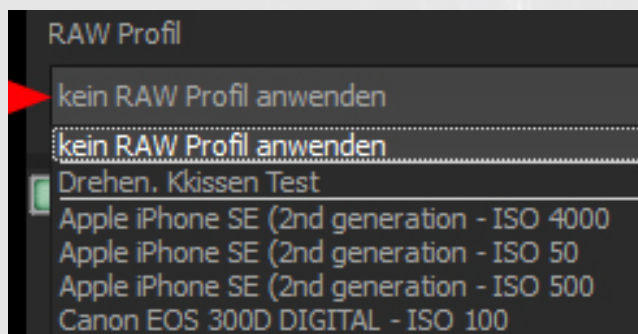 RAW Profil
kein RAW Profil anwenden
kein RAW Profil anwenden
Drehen. Kkissen Test
Apple iPhone SE (2nd generation - ISO 4000
Apple iPhone SE (2nd generation - ISO 50
Apple iPhone SE (2nd generation - ISO 500
Canon EOS 300D DIGITAL - ISO 100